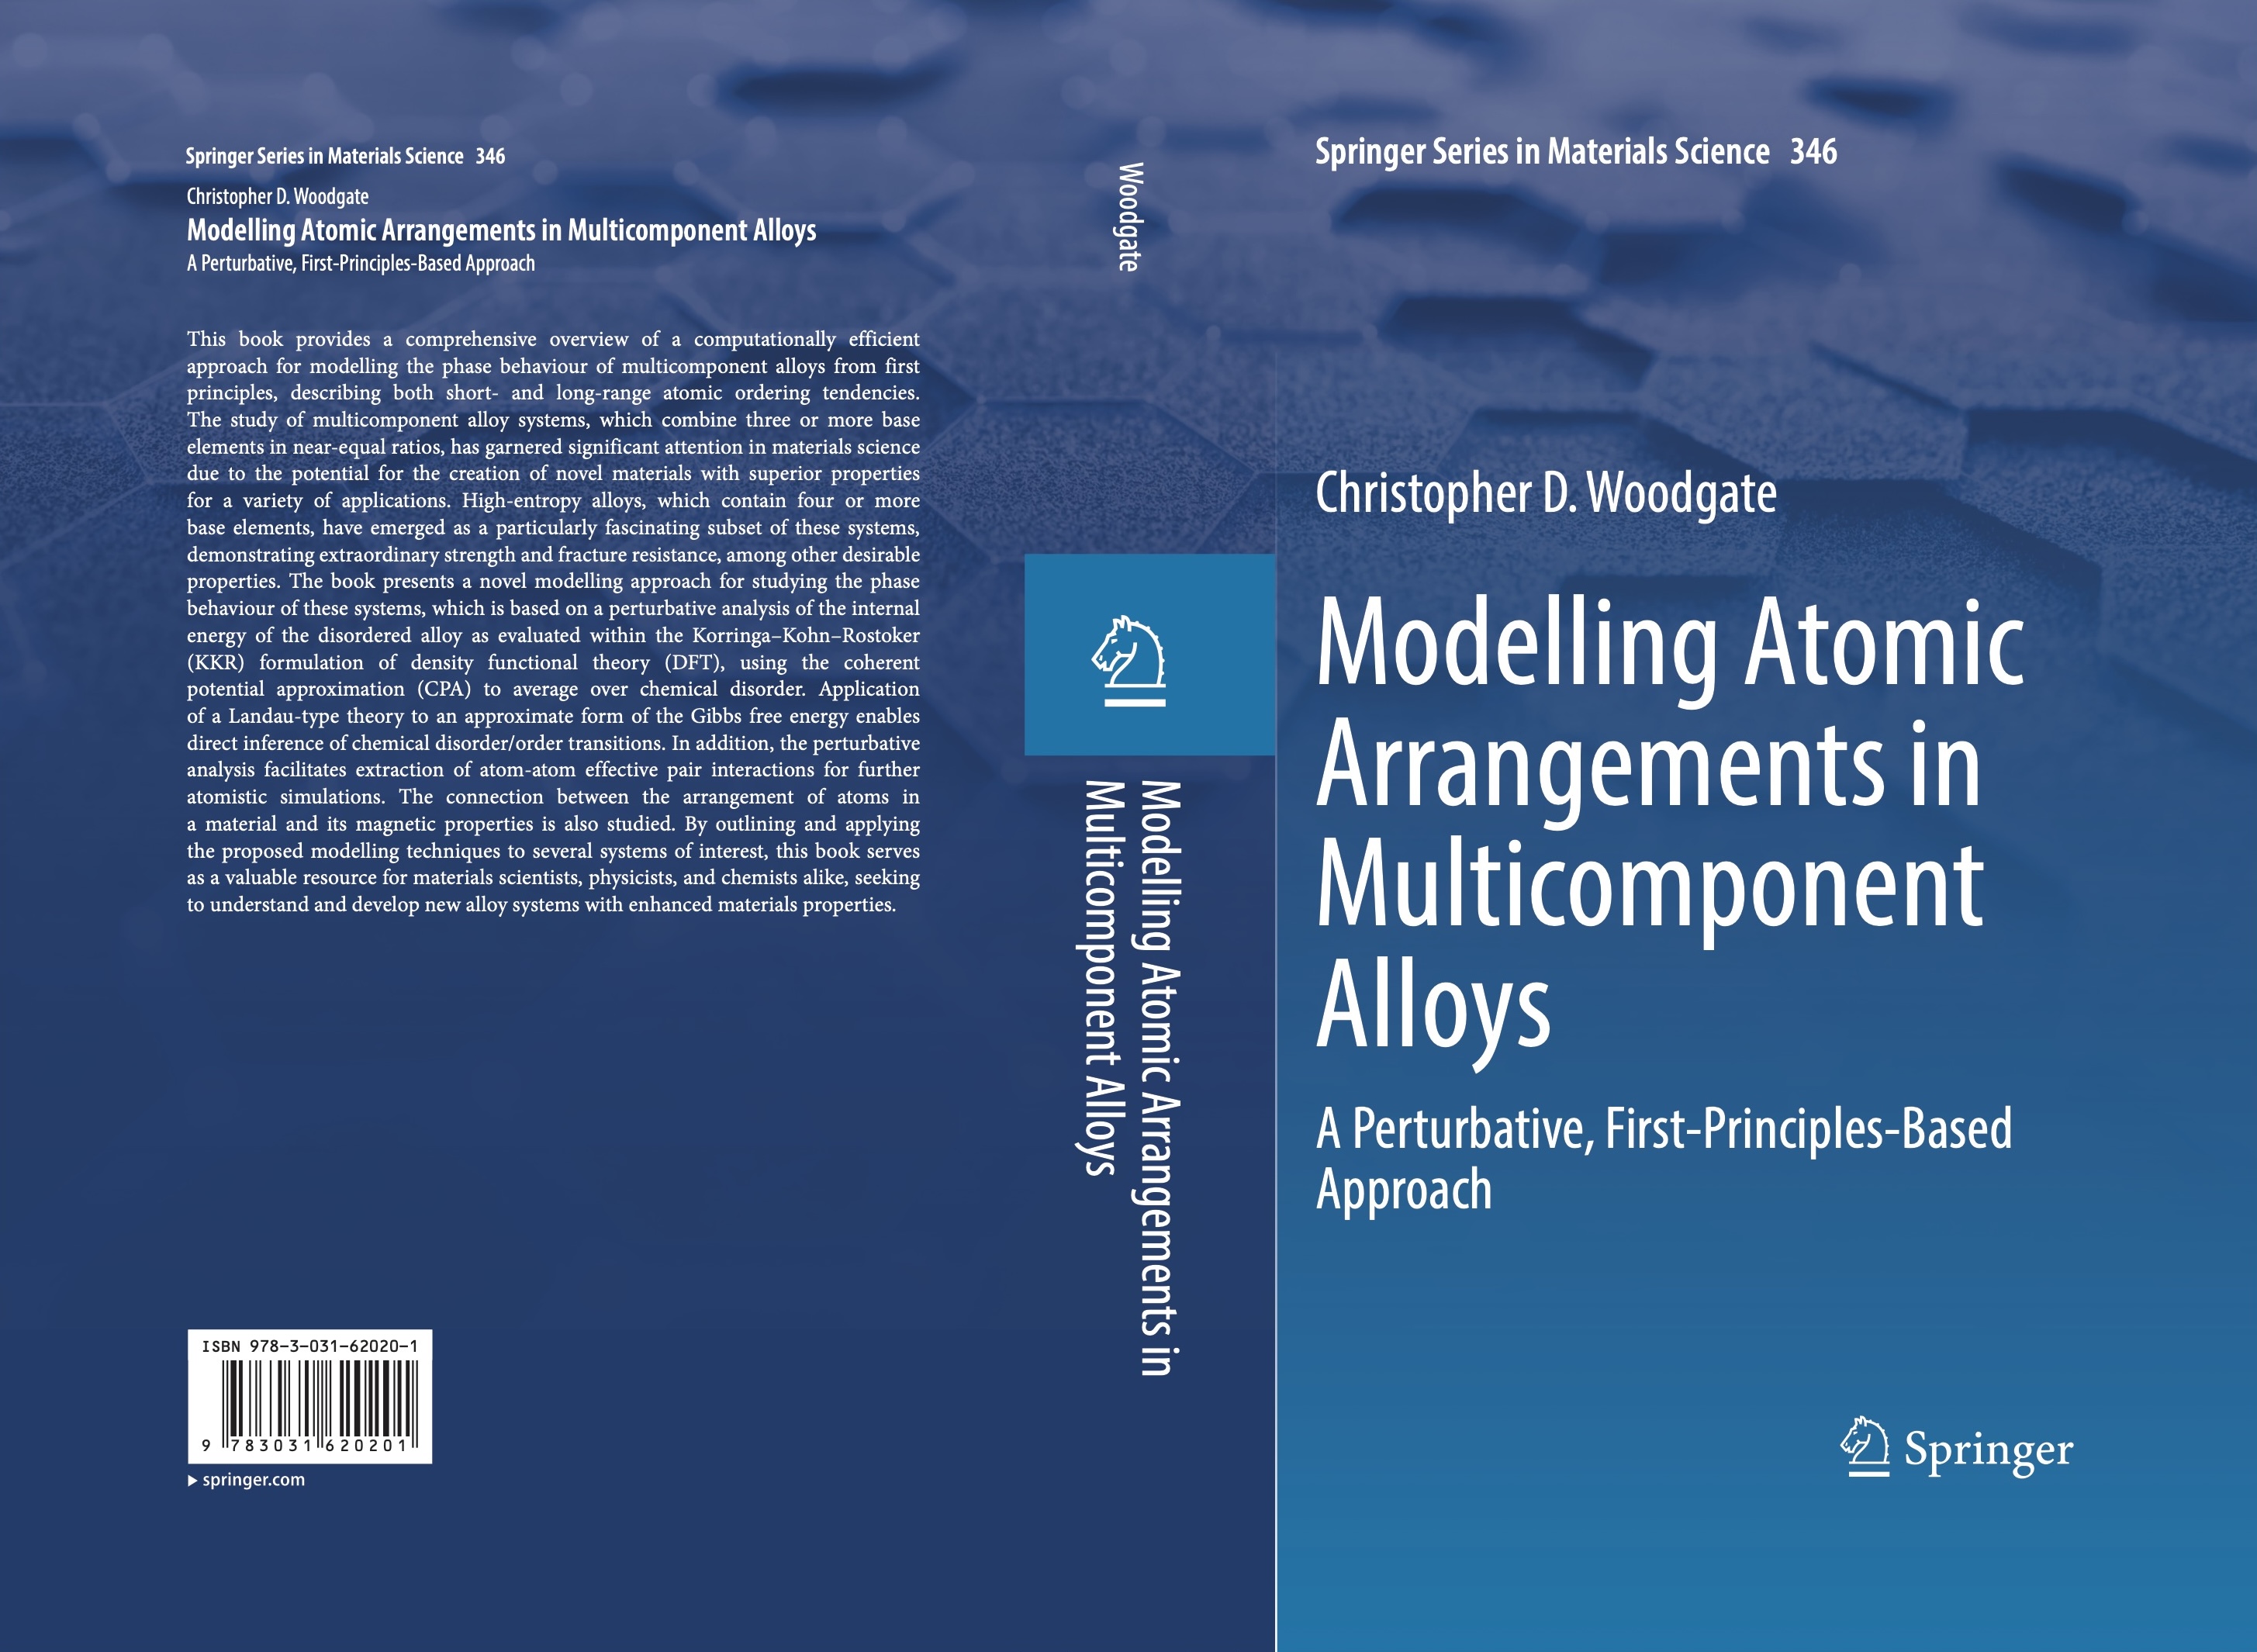 Springer Series in Materials Science 346
Christopher D. Woodgate
Modelling Atomic Arrangements in Multicomponent Alloys
A Perturbative, First-Principles-Based Approach
This book provides a comprehensive overview of a computationally efficient
approach for modelling the phase behaviour of multicomponent alloys from first
principles, describing both short- and long-range atomic ordering tendencies.
The study of multicomponent alloy systems, which combine three or more base
elements in near-equal ratios, has garnered significant attention in materials science
due to the potential for the creation of novel materials with superior properties
for a variety of applications. High-entropy alloys, which contain four or more
base elements, have emerged as a particularly fascinating subset of these systems,
demonstrating extraordinary strength and fracture resistance, among other desirable
properties. The book presents a novel modelling approach for studying the phase
behaviour of these systems, which is based on a perturbative analysis of the internal
energy of the disordered alloy as evaluated within the Korringa–Kohn–Rostoker
(KKR) formulation of density functional theory (DFT), using the coherent
potential approximation (CPA) to average over chemical disorder. Application
of a Landau-type theory to an approximate form of the Gibbs free energy enables
direct inference of chemical disorder/order transitions. In addition, the perturbative
analysis facilitates extraction of atom-atom effective pair interactions for further
atomistic simulations. The connection between the arrangement of atoms in
a material and its magnetic properties is also studied. By outlining and applying
the proposed modelling techniques to several systems of interest, this book serves
as a valuable resource for materials scientists, physicists, and chemists alike, seeking
to understand and develop new alloy systems with enhanced materials properties.
ISBN 978-3-031-62020-1
9 783031 620201
▶ springer.com
Woodgate
Modelling Atomic Arrangements in
Multicomponent Alloys
Springer Series in Materials Science 346
Christopher D. Woodgate
Modelling Atomic
Arrangements in
Multicomponent
Alloys
A Perturbative, First-Principles-Based
Approach
Springer